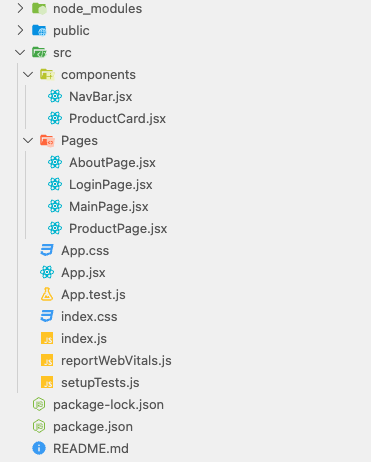 node_modules
public
src
components
NavBar.jsx
ProductCard.jsx
Pages
AboutPage.jsx
LoginPage.jsx
MainPage.jsx
ProductPage.jsx
App.css
App.jsx
App.test.js
index.css
index.js
reportWebVitals.js
setupTests.js
package-lock.json
package.json
README.md